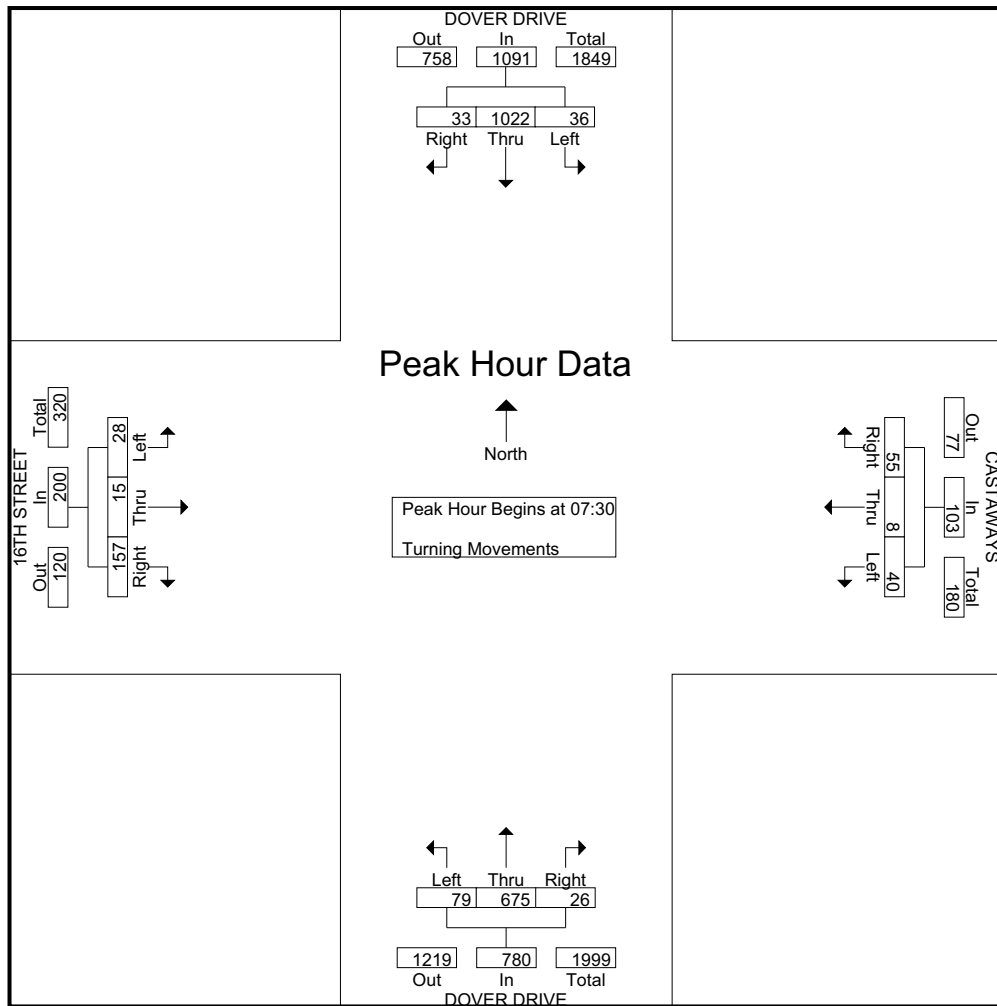 DOVER DRIVE
Out In Total
758 1091 1849
33 1022 36
Right Thru Left
Peak Hour Data
North
Peak Hour Begins at 07:30
Turning Movements
16TH STREET
Out In Total
120 200 320
Right Thru Left
157 15 28
CASTAWAYS
Out In Total
77 103 180
55 8 40
Right Thru Left
Left Thru Right
79 675 26
1219 780 1999
Out In Total
DOVER DRIVE